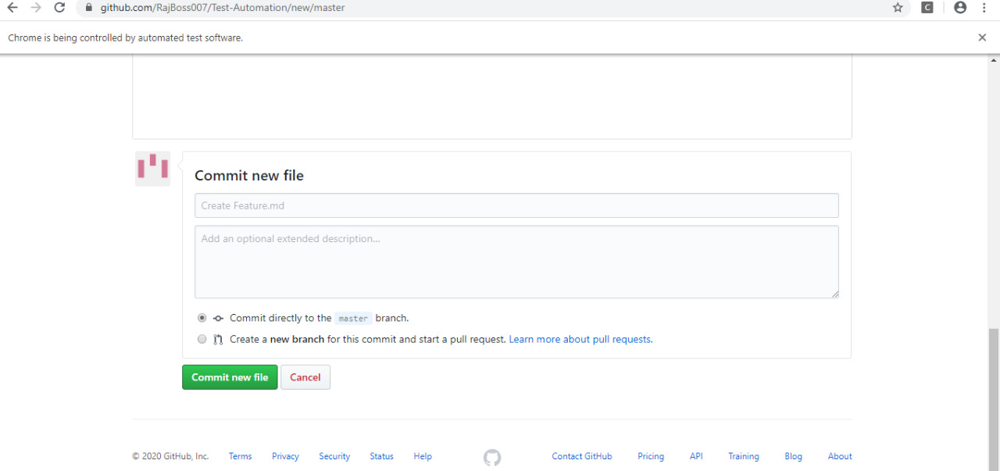 github.com/RajBoss007/Test-Automation/new/master
C
Chrome is being controlled by automated test software.
Commit new file
Create Feature.md
Add an optional extended description...
Commit directly to the master branch.
Create a new branch for this commit and start a pull request. Learn more about pull requests.
Commit new file Cancel
© 2020 GitHub, Inc. Terms Privacy Security Status Help Contact GitHub Pricing API Training Blog About